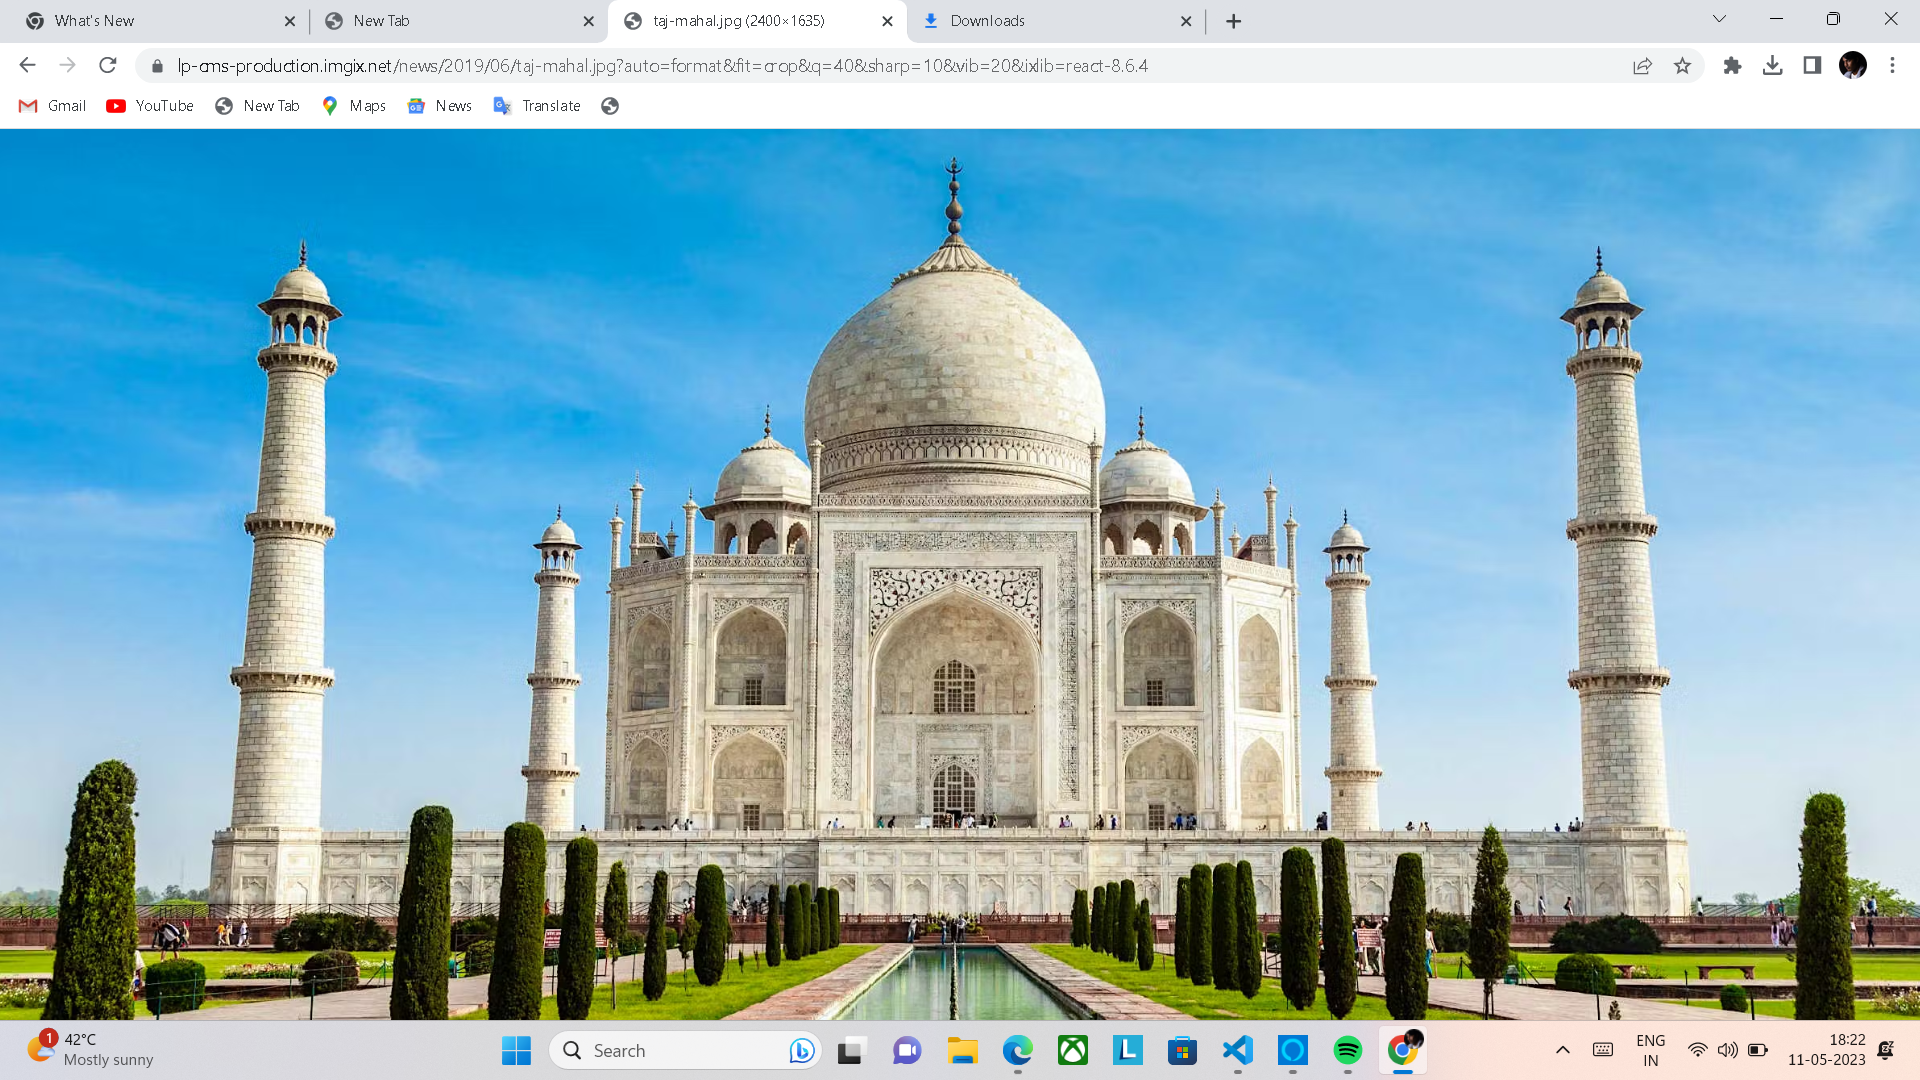 What's New
New Tab
taj-mahal.jpg (2400×1635)
Downloads
lp-cms-production.imgix.net/news/2019/06/taj-mahal.jpg?auto=format&fit=crop&q=40&sharp=10&vib=20&ixlib=react-8.6.4
Gmail
YouTube
New Tab
Maps
News
Translate
1
42°C
Mostly sunny
Search
ENG
IN
18:22
11-05-2023